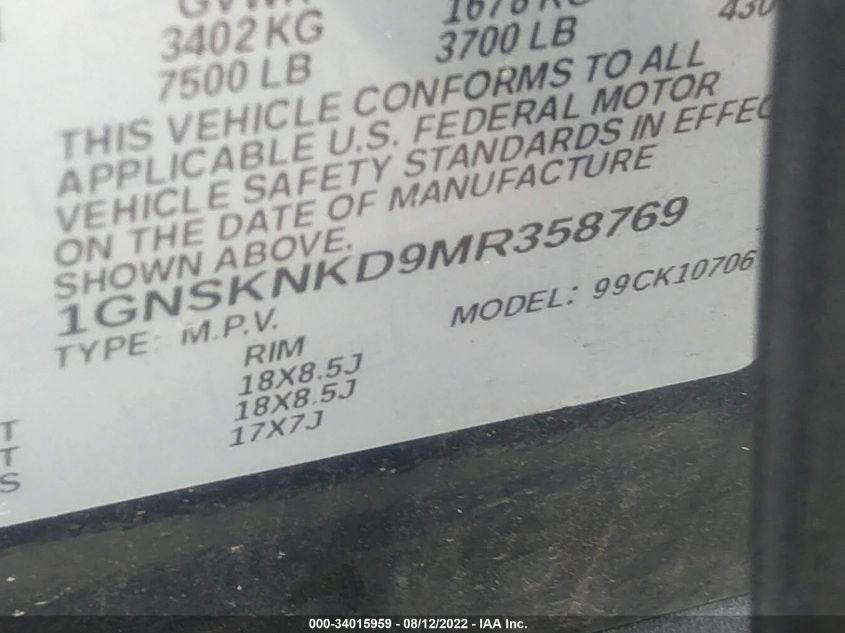 GVWR
3402 KG 3700 LB
7500 LB
THIS VEHICLE CONFORMS TO ALL
APPLICABLE U.S. FEDERAL MOTOR
VEHICLE SAFETY STANDARDS IN EFFEC
ON THE DATE OF MANUFACTURE
SHOWN ABOVE.
1GNSKNKD9MR358769
TYPE: M.P.V. MODEL: 99CK10706
RIM
18X8.5J
T 18X8.5J
T 17X7J
S
000-34015959 - 08/12/2022 - IAA Inc.